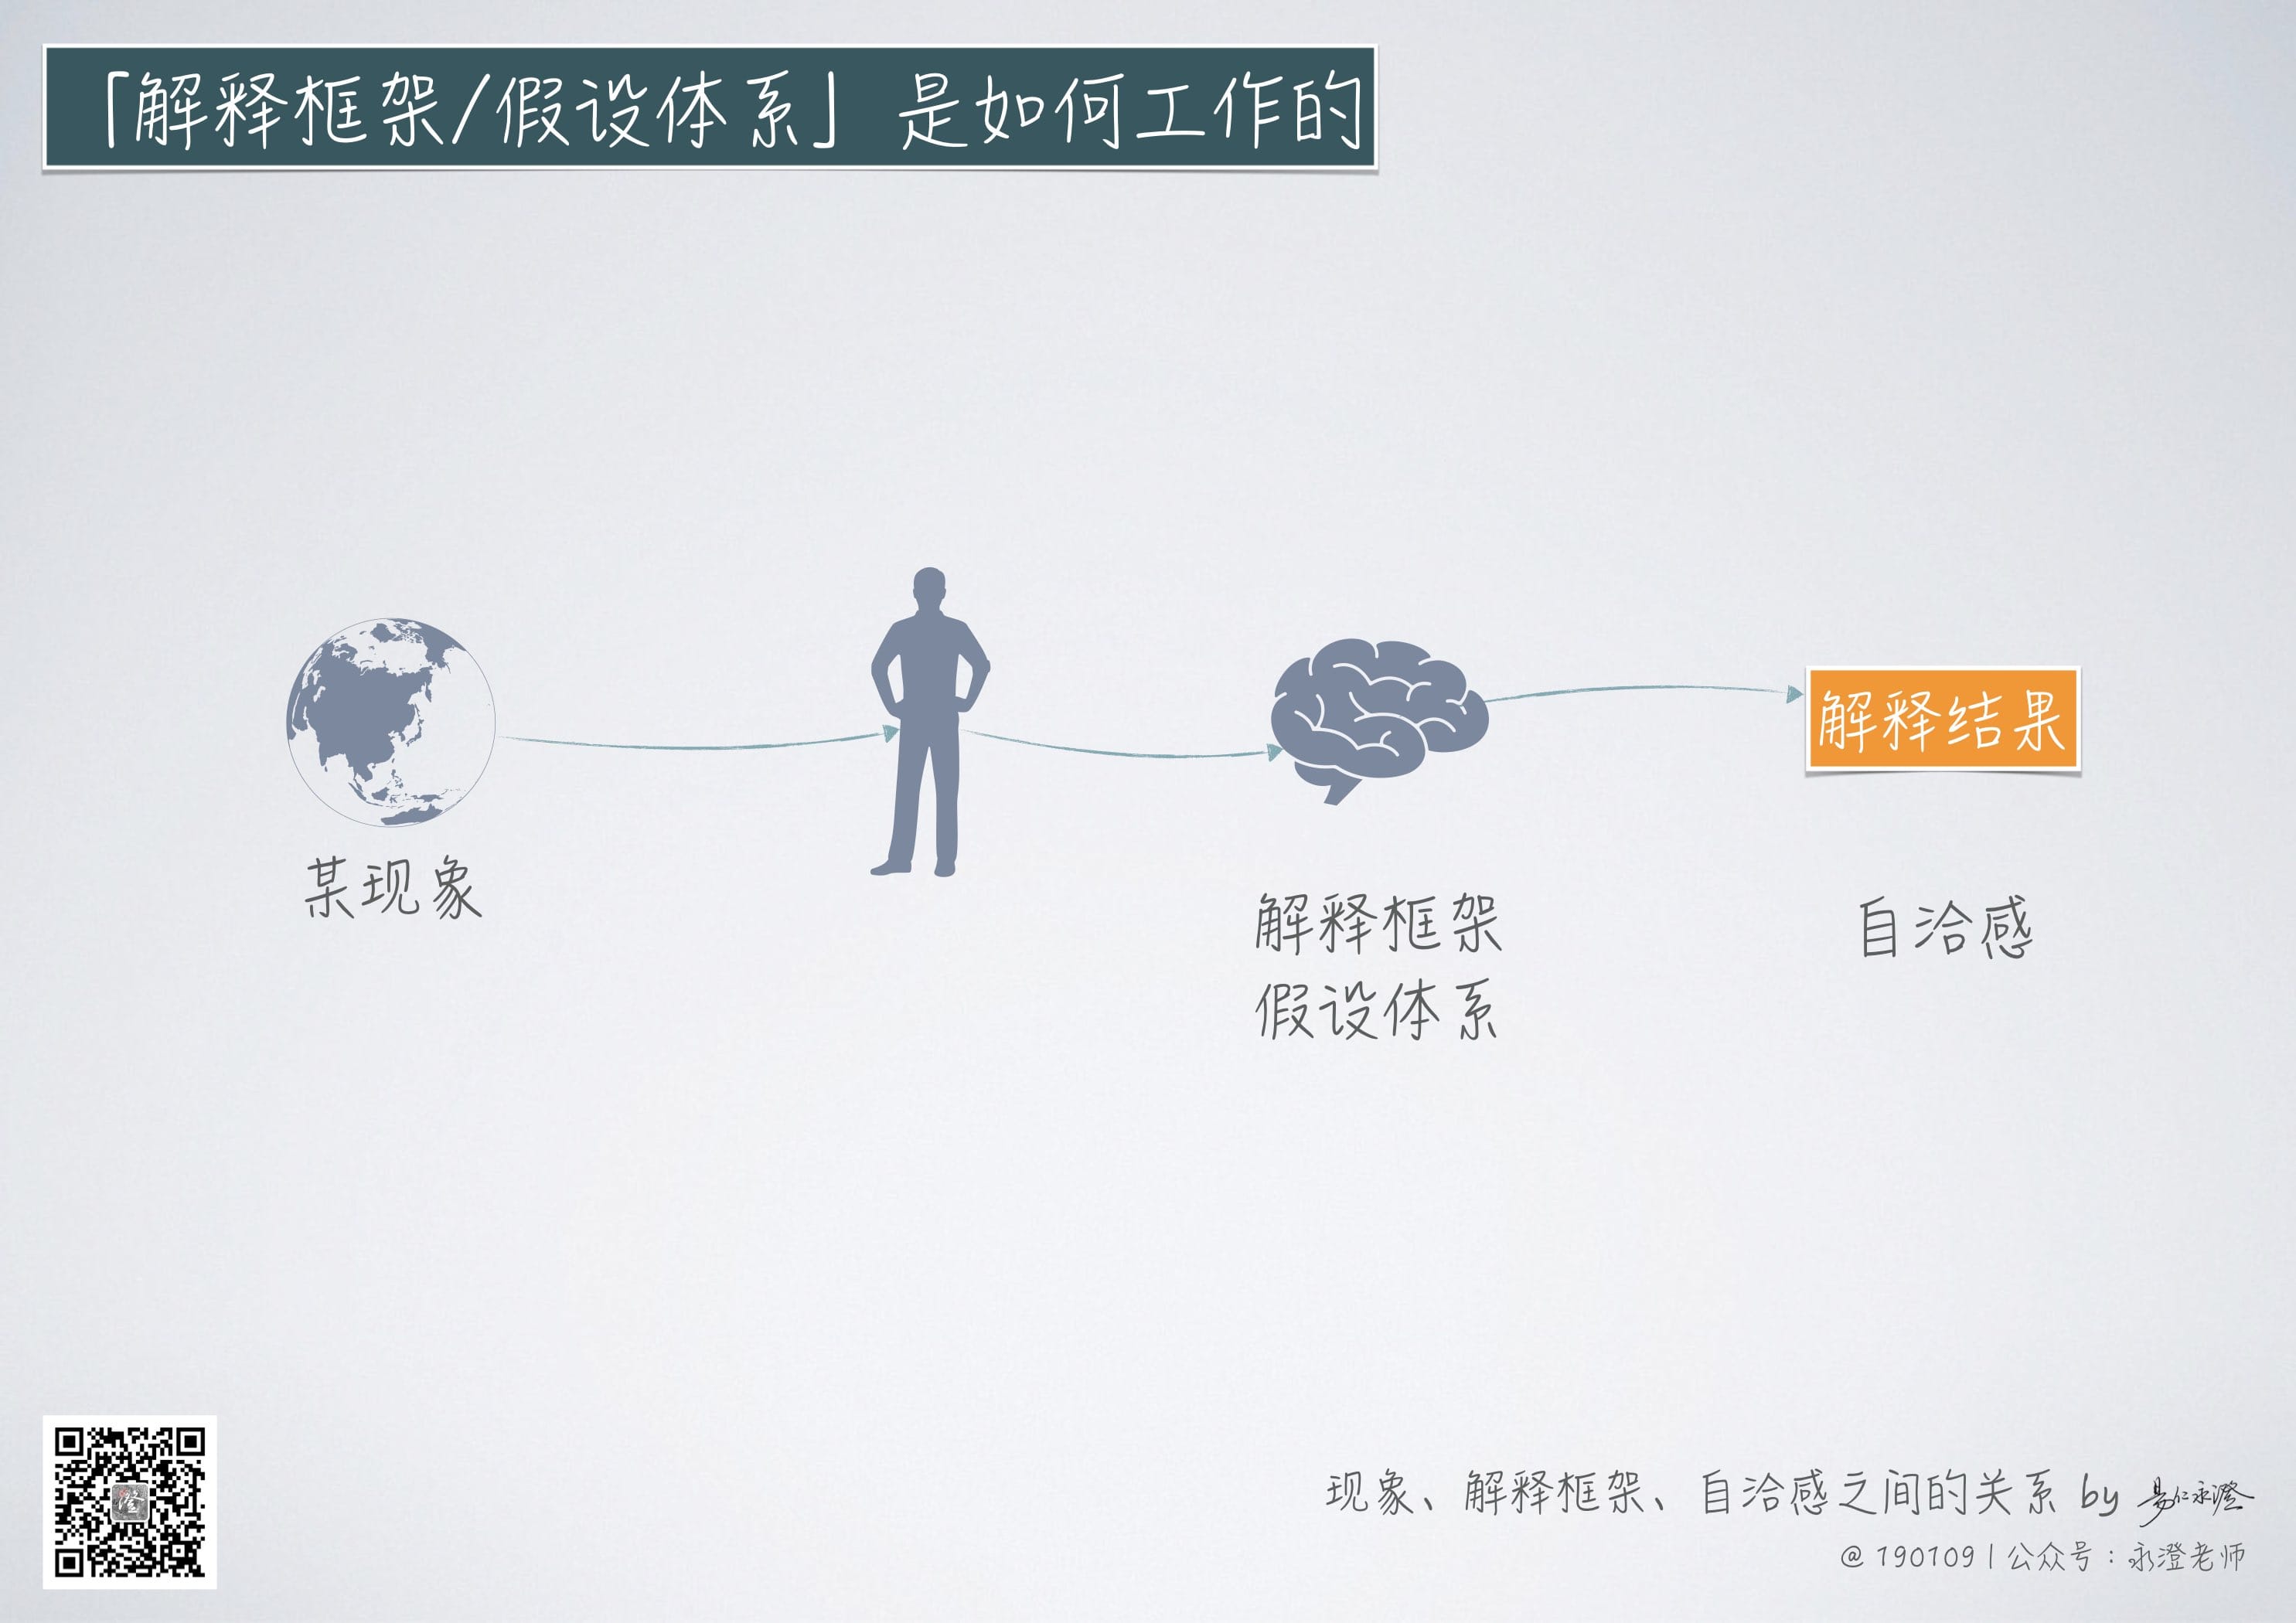 「解释框架/假设体系」是如何工作的
某现象
解释框架
假设体系
解释结果
自洽感
现象、解释框架、自洽感之间的关系 by 易仁永澄
@190109 | 公众号：永澄老师
澄